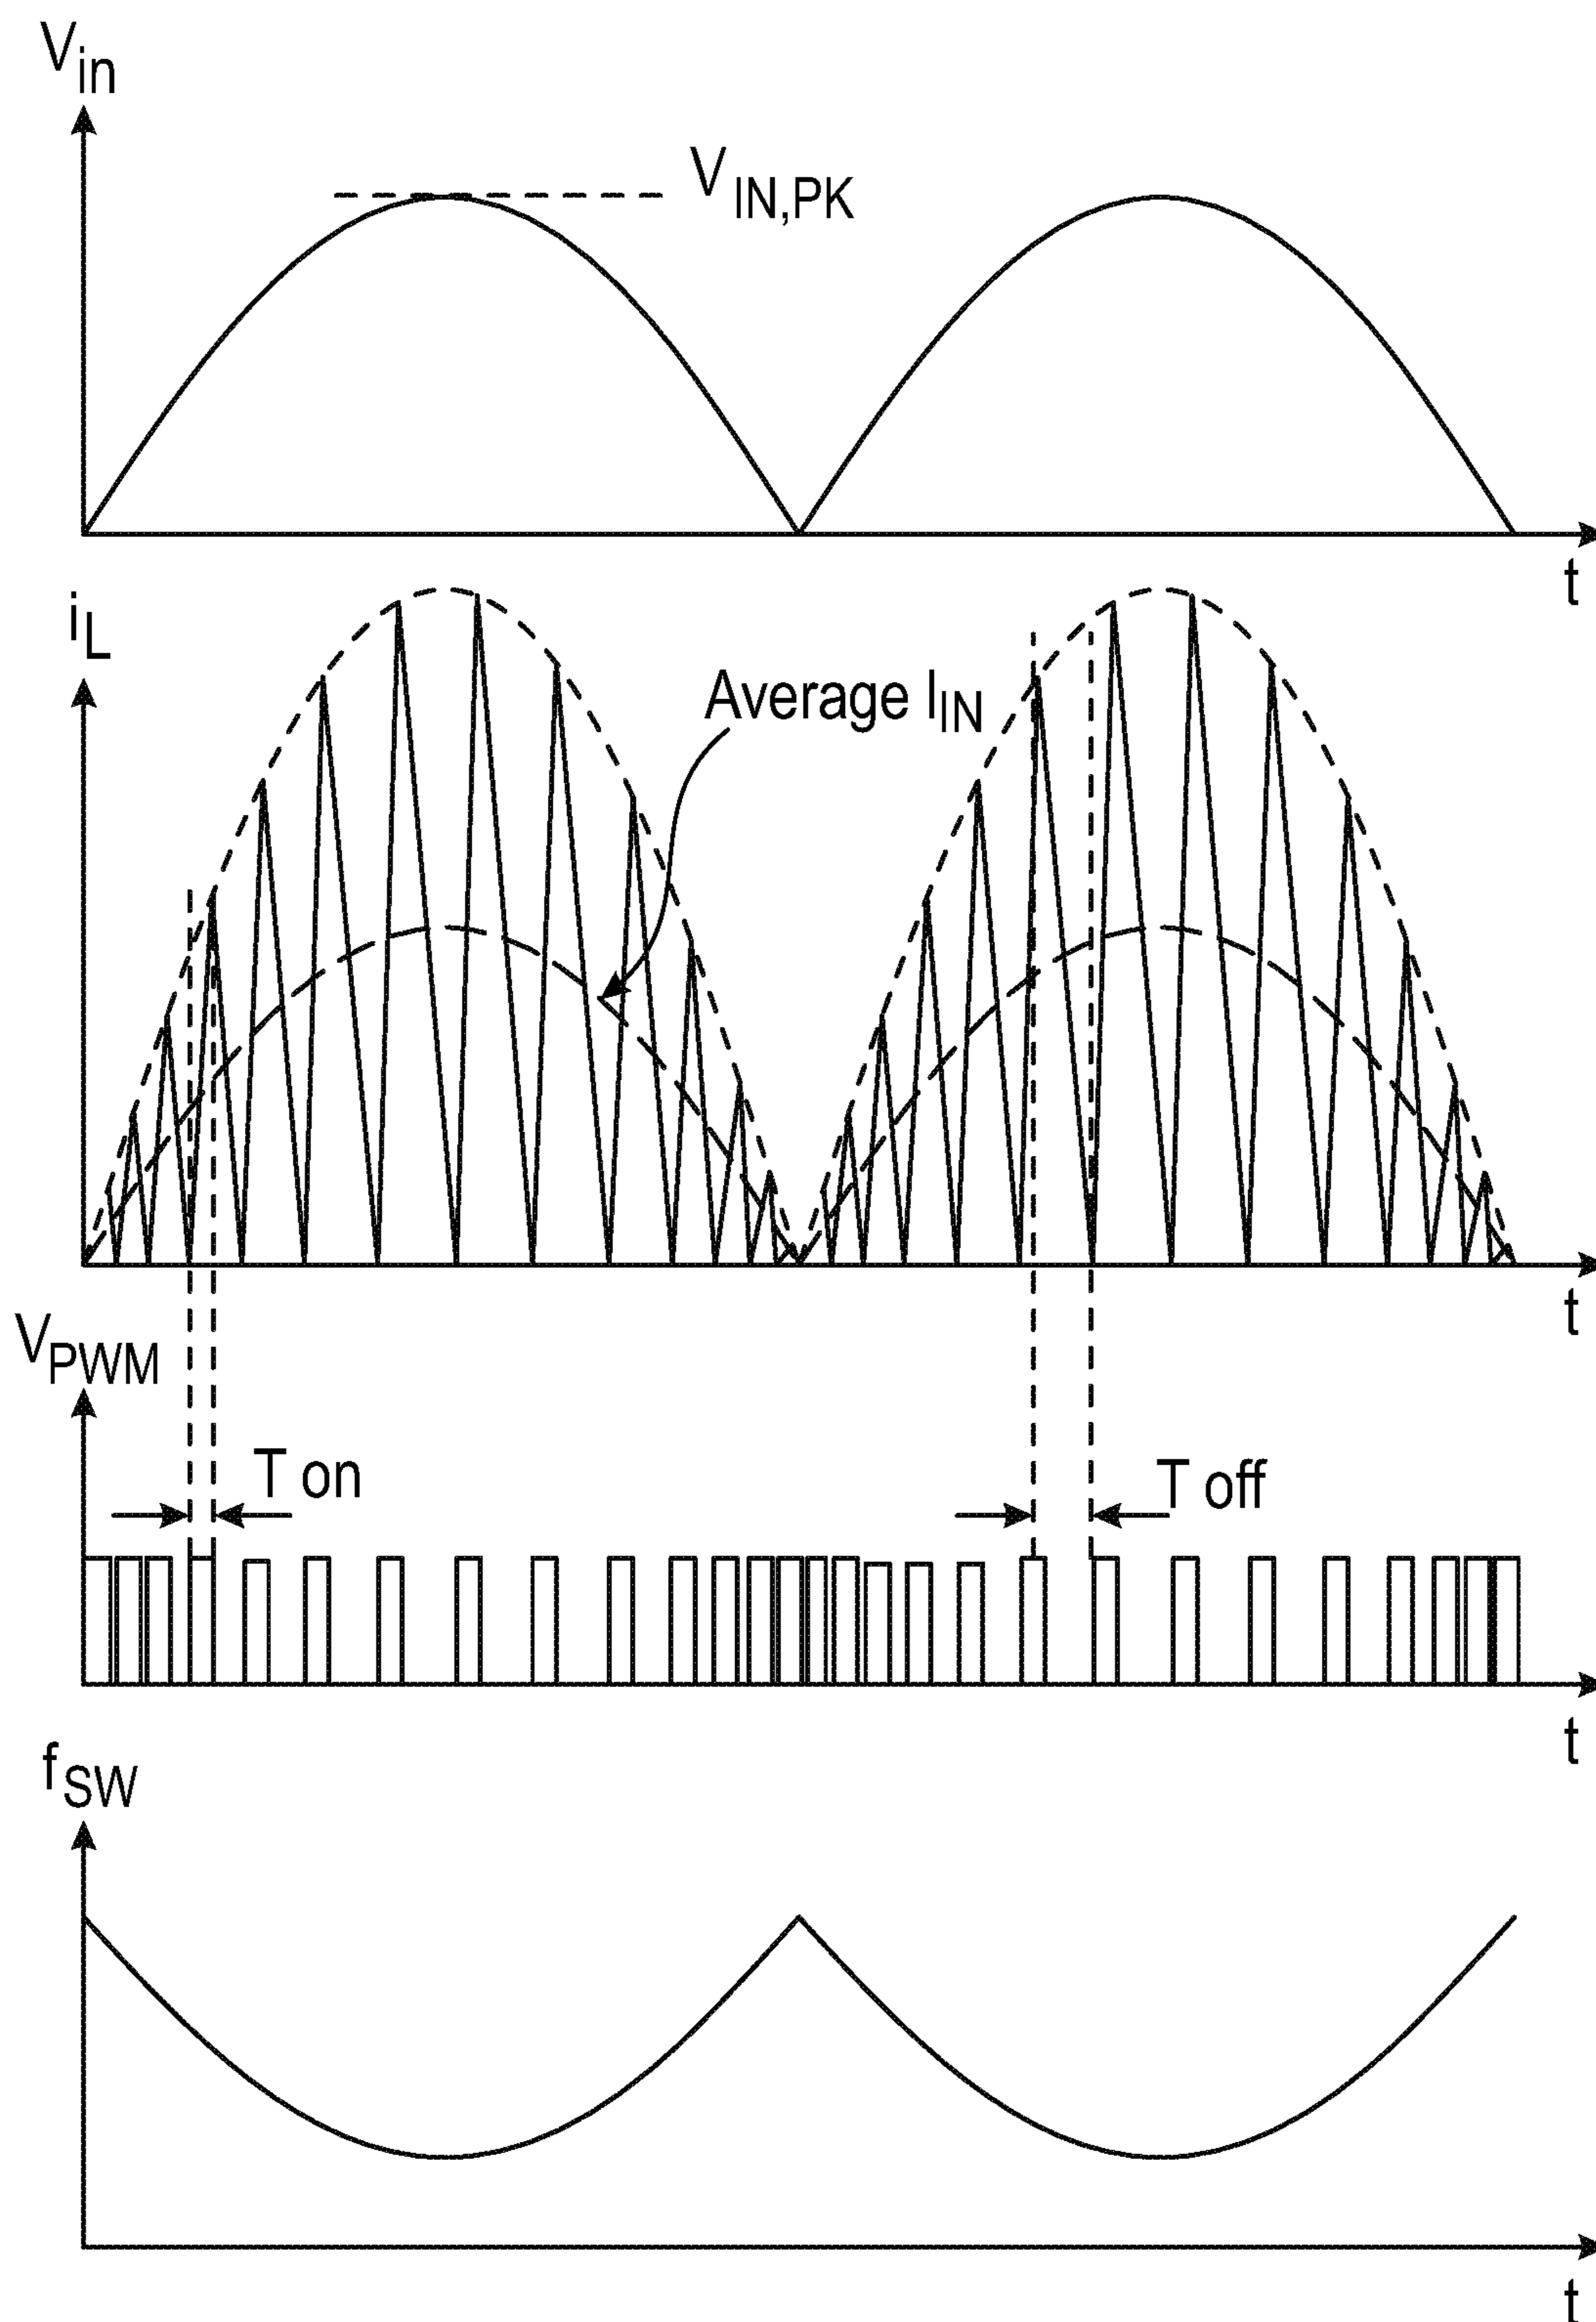 Vin
VIN,PK
t
iL
Average IIN
t
VPWM
T on
T off
t
fSW
t